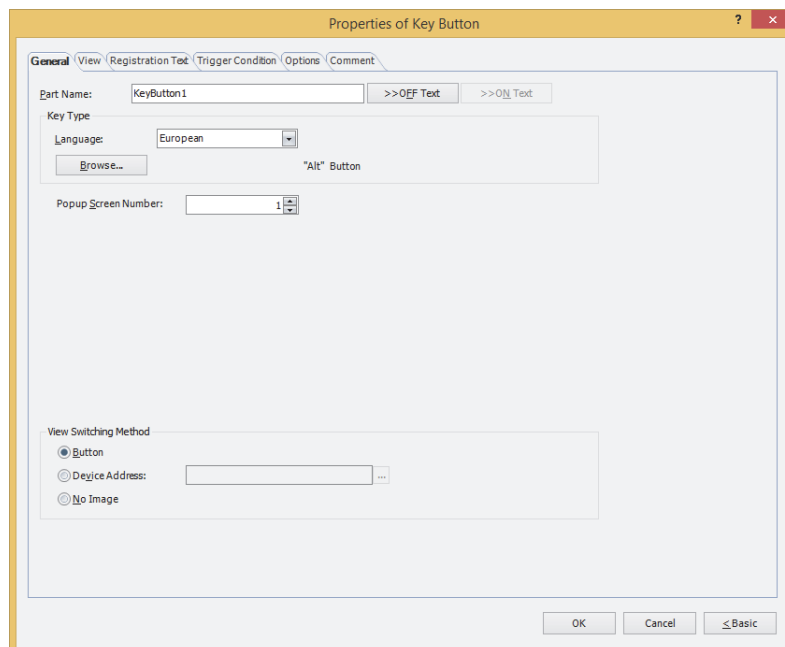 Properties of Key Button
?
General View Registration Text Trigger Condition Options Comment
Part Name: KeyButton1 >>OFF Text >>ON Text
Key Type
Language: European
Browse... "Alt" Button
Popup Screen Number: 1
View Switching Method
Button
Device Address: ...
No Image
OK Cancel < Basic